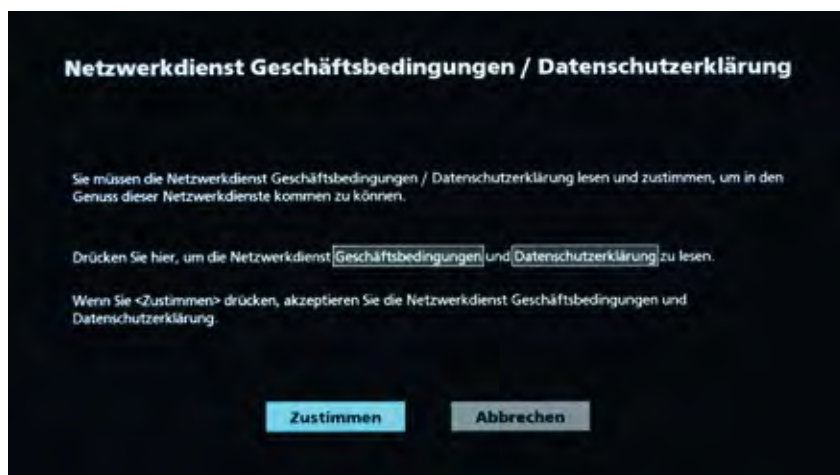 Netzwerkdienst Geschäftsbedingungen / Datenschutzerklärung
Sie müssen die Netzwerkdienst Geschäftsbedingungen / Datenschutzerklärung lesen und zustimmen, um in den
Genuss dieser Netzwerkdienste kommen zu können.
Drücken Sie hier, um die Netzwerkdienst Geschäftsbedingungen und Datenschutzerklärung zu lesen.
Wenn Sie <Zustimmen> drücken, akzeptieren Sie die Netzwerkdienst Geschäftsbedingungen und
Datenschutzerklärung.
Zustimmen Abbrechen